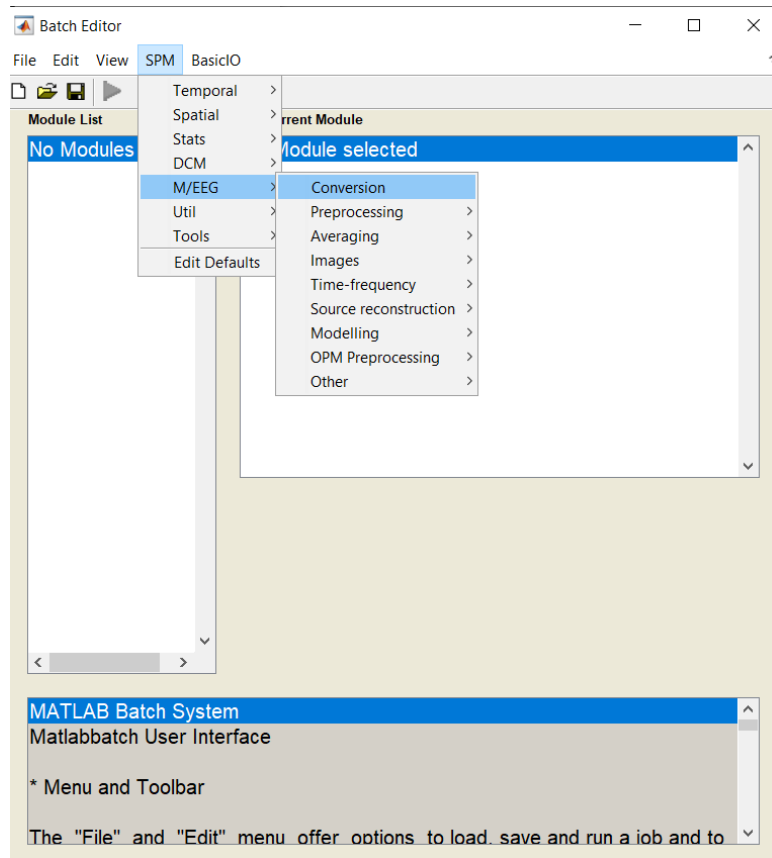 Batch Editor
File Edit View SPM BasicIO
Temporal
Spatial
Stats
DCM
M/EEG
Util
Tools
Edit Defaults
Conversion
Preprocessing
Averaging
Images
Time-frequency
Source reconstruction
Modelling
OPM Preprocessing
Other
Module List
rrent Module
No Modules
Module selected
MATLAB Batch System
Matlabbatch User Interface
* Menu and Toolbar
The "File" and "Edit" menu offer options to load, save and run a job and to